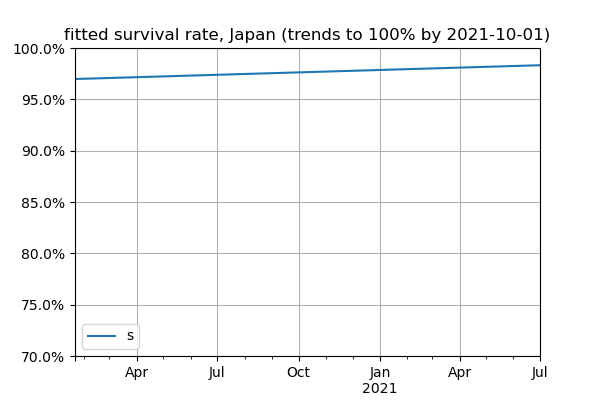 fitted survival rate, Japan (trends to 100% by 2021-10-01)
100.0%
95.0%
90.0%
85.0%
80.0%
75.0%
70.0%
s
Apr
Jul
Oct
Jan
2021
Apr
Jul